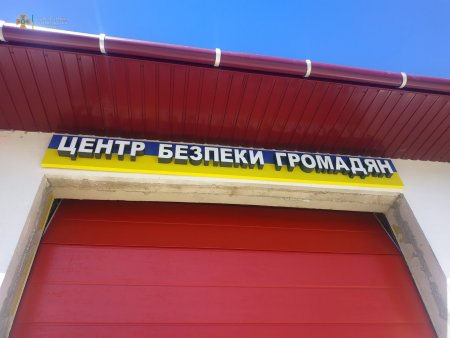 ЦЕНТР БЕЗПЕКИ ГРОМАДЯН